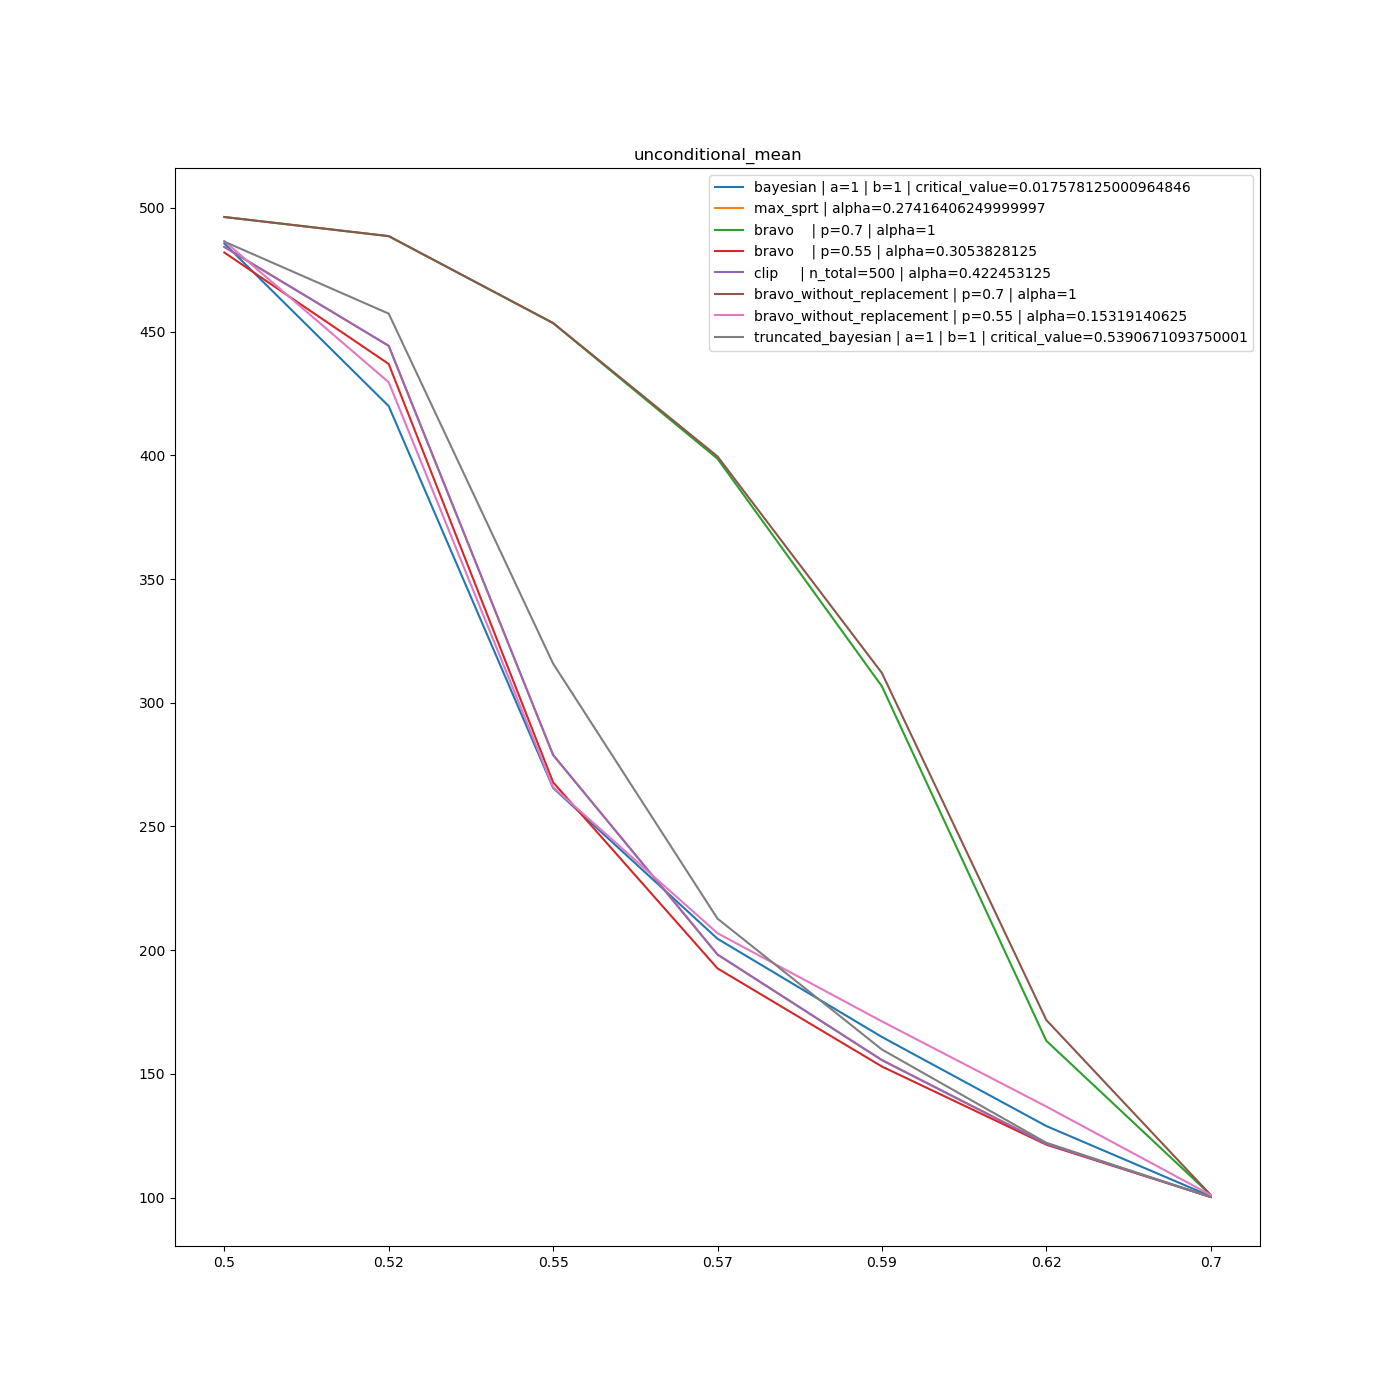 unconditional_mean
bayesian | a=1 | b=1 | critical_value=0.017578125000964846
max_sprt | alpha=0.27416406249999997
bravo    | p=0.7 | alpha=1
bravo    | p=0.55 | alpha=0.3053828125
clip     | n_total=500 | alpha=0.422453125
bravo_without_replacement | p=0.7 | alpha=1
bravo_without_replacement | p=0.55 | alpha=0.15319140625
truncated_bayesian | a=1 | b=1 | critical_value=0.5390671093750001
500
450
400
350
300
250
200
150
100
0.5 0.52 0.55 0.57 0.59 0.62 0.7